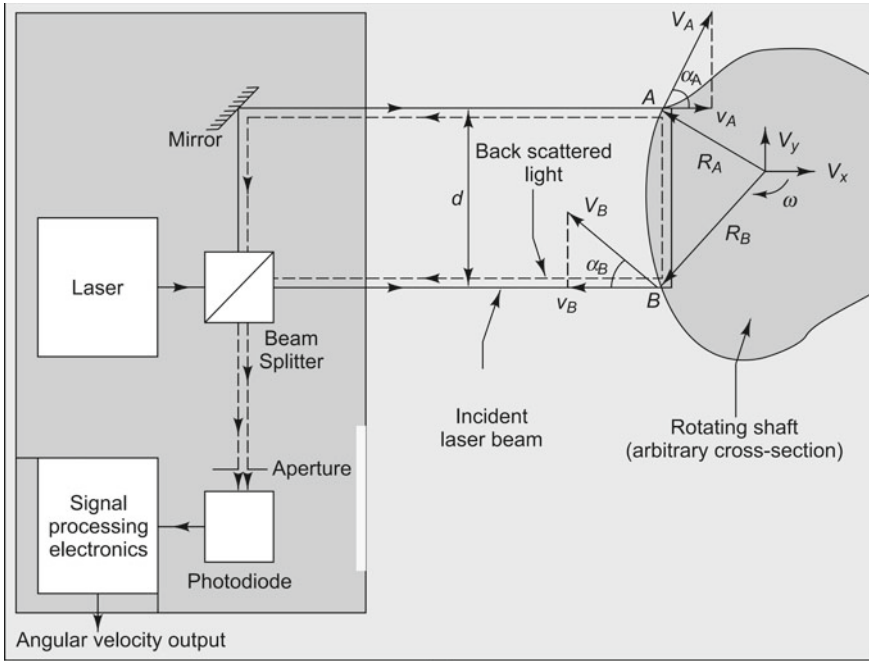 V_A
α_A
A
v_A
Mirror
Back scattered
light
R_A
V_y
V_x
d
V_B
ω
R_B
Laser
α_B
v_B
B
Beam
Splitter
Incident
laser beam
Rotating shaft
(arbitrary cross-section)
Aperture
Signal
processing
electronics
Photodiode
Angular velocity output